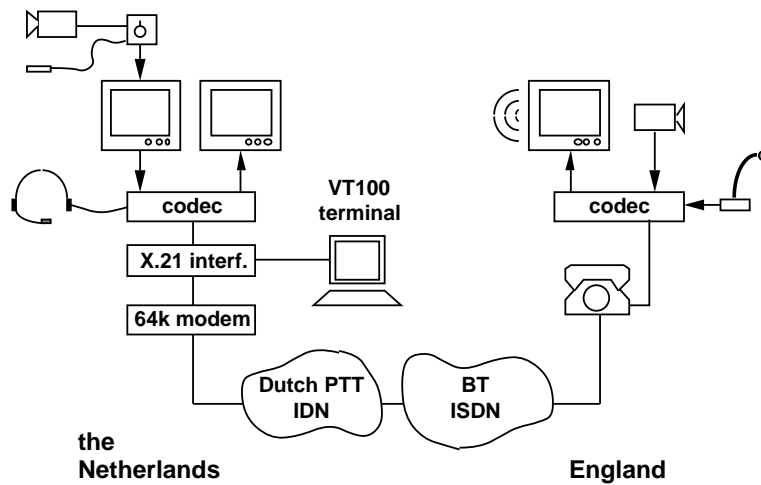 VT100
terminal
codec
codec
X.21 interf.
64k modem
Dutch PTT
IDN
BT
ISDN
the
Netherlands
England